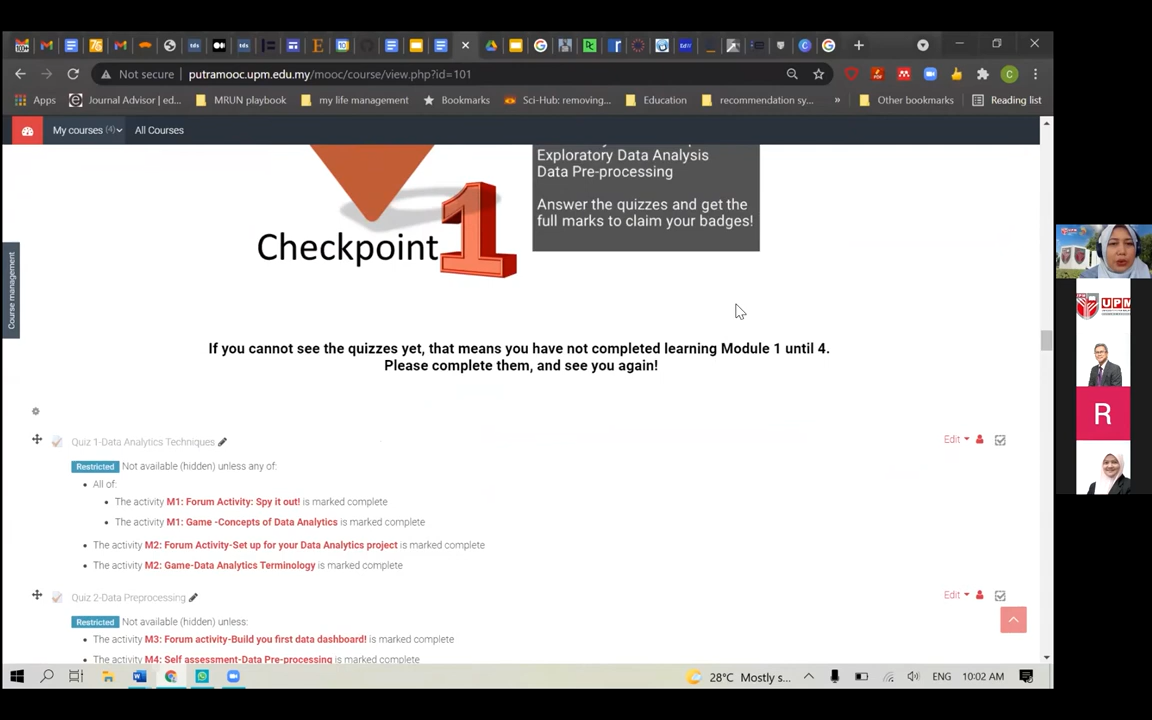 Not secure putramooc.upm.edu.my/mooc/course/view.php?id=101
Apps Journal Advisor | ed... MRUN playbook my life management Bookmarks Sci-Hub: removing... Education recommendation sy... » Other bookmarks Reading list
My courses (4) All Courses
Exploratory Data Analysis
Data Pre-processing
Answer the quizzes and get the
full marks to claim your badges!
Checkpoint 1
Course management
If you cannot see the quizzes yet, that means you have not completed learning Module 1 until 4.
Please complete them, and see you again!
Quiz 1-Data Analytics Techniques
Edit
Restricted Not available (hidden) unless any of:
All of:
The activity M1: Forum Activity: Spy it out! is marked complete
The activity M1: Game -Concepts of Data Analytics is marked complete
The activity M2: Forum Activity-Set up for your Data Analytics project is marked complete
The activity M2: Game-Data Analytics Terminology is marked complete
Quiz 2-Data Preprocessing
Edit
Restricted Not available (hidden) unless:
The activity M3: Forum activity-Build you first data dashboard! is marked complete
The activity M4: Self assessment-Data Pre-processing is marked complete
28°C Mostly s... ENG 10:02 AM
UPM
R